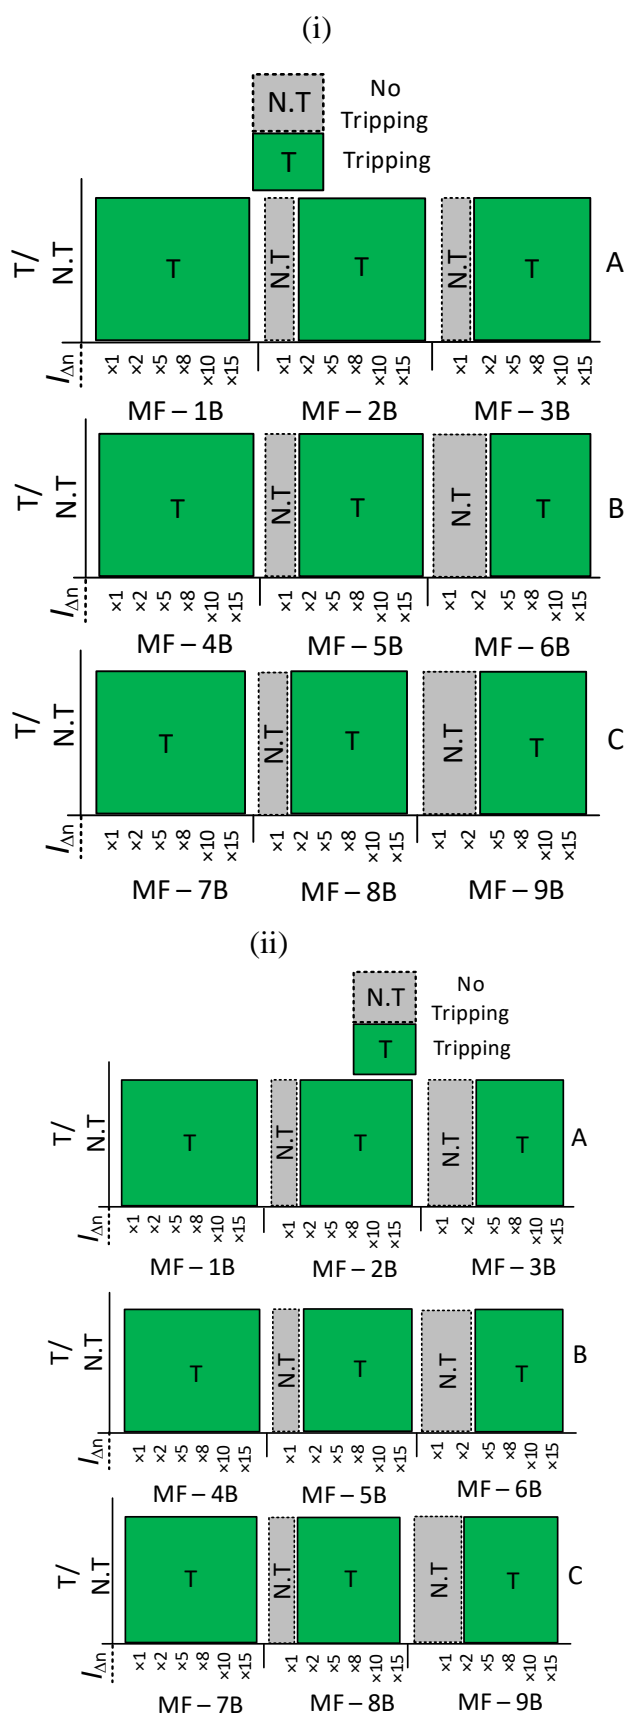 (i)
N.T No Tripping
T Tripping
T/ N.T
T N.T T N.T T A
I∆n ×1 ×2 ×5 ×8 ×10 ×15 ×1 ×2 ×5 ×8 ×10 ×15 ×1 ×2 ×5 ×8 ×10 ×15
MF – 1B MF – 2B MF – 3B
T/ N.T
T N.T T N.T T B
I∆n ×1 ×2 ×5 ×8 ×10 ×15 ×1 ×2 ×5 ×8 ×10 ×15 ×1 ×2 ×5 ×8 ×10 ×15
MF – 4B MF – 5B MF – 6B
T/ N.T
T N.T T N.T T C
I∆n ×1 ×2 ×5 ×8 ×10 ×15 ×1 ×2 ×5 ×8 ×10 ×15 ×1 ×2 ×5 ×8 ×10 ×15
MF – 7B MF – 8B MF – 9B
(ii)
N.T No Tripping
T Tripping
T/ N.T
T N.T T N.T T A
I∆n ×1 ×2 ×5 ×8 ×10 ×15 ×1 ×2 ×5 ×8 ×10 ×15 ×1 ×2 ×5 ×8 ×10 ×15
MF – 1B MF – 2B MF – 3B
T/ N.T
T N.T T N.T T B
I∆n ×1 ×2 ×5 ×8 ×10 ×15 ×1 ×2 ×5 ×8 ×10 ×15 ×1 ×2 ×5 ×8 ×10 ×15
MF – 4B MF – 5B MF – 6B
T/ N.T
T N.T T N.T T C
I∆n ×1 ×2 ×5 ×8 ×10 ×15 ×1 ×2 ×5 ×8 ×10 ×15 ×1 ×2 ×5 ×8 ×10 ×15
MF – 7B MF – 8B MF – 9B